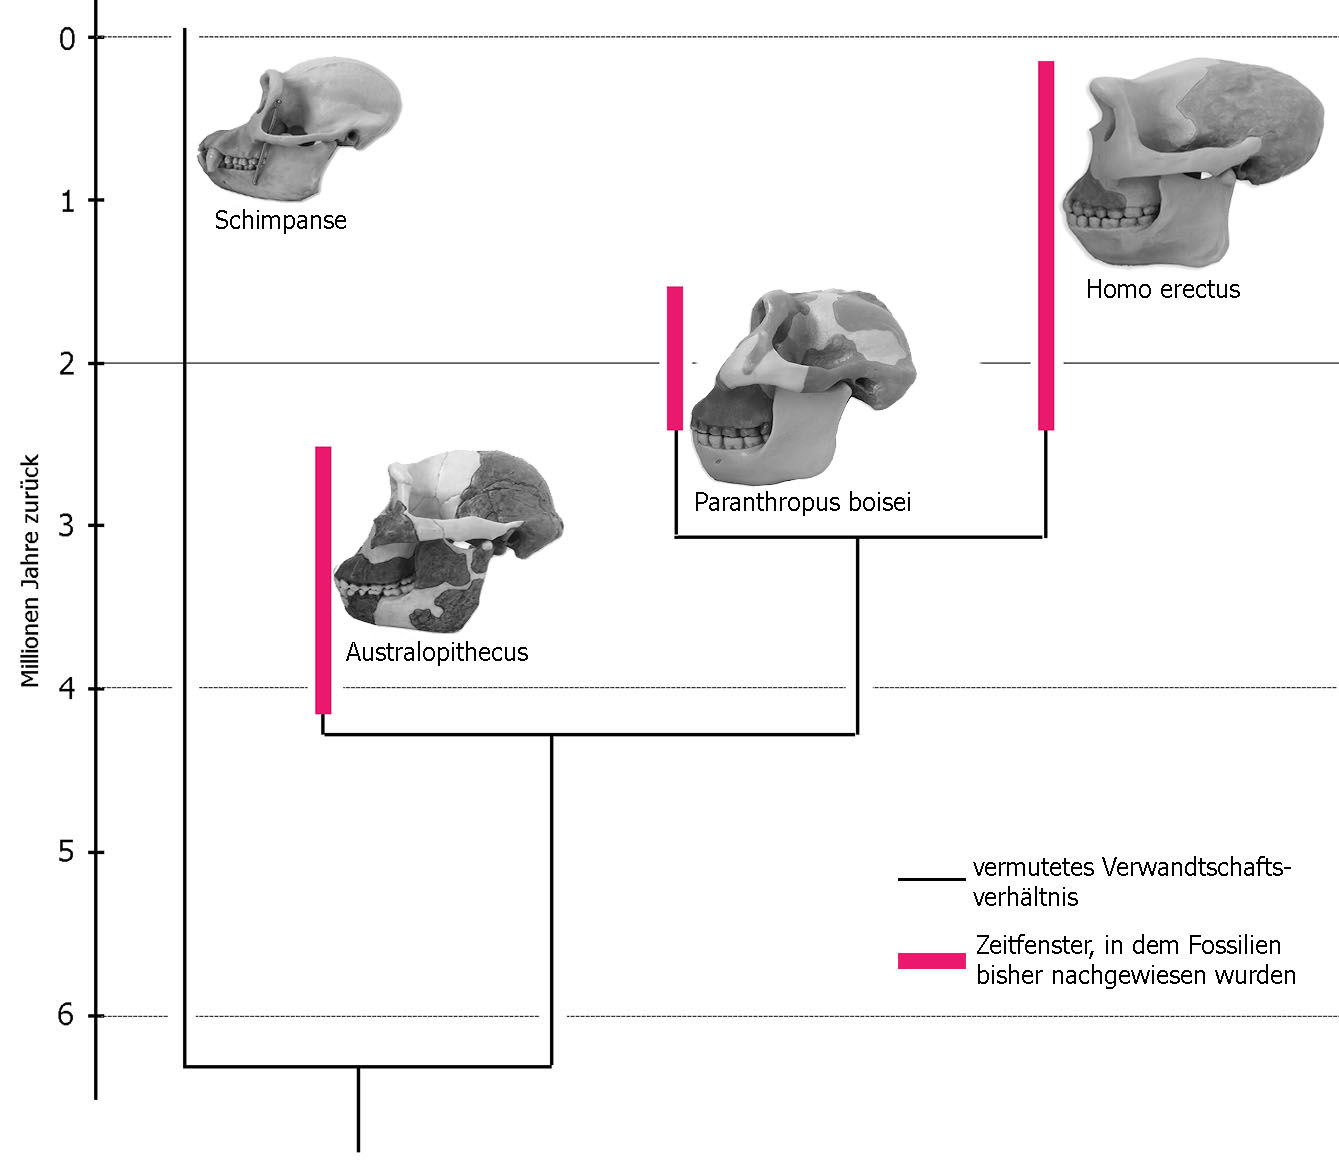 0
Schimpanse
1
Homo erectus
2
Paranthropus boisei
3
Australopithecus
4
Millionen Jahre zurück
5
vermutetes Verwandtschafts-
verhältnis
Zeitfenster, in dem Fossilien
bisher nachgewiesen wurden
6